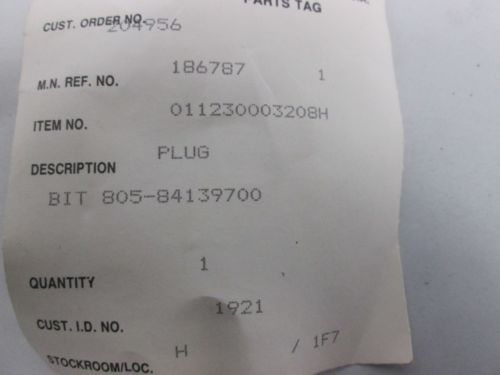 PARTS TAG
CUST. ORDER NO. 204956
M.N. REF. NO. 186787 1
ITEM NO. 011230003208H
DESCRIPTION PLUG
BIT 805-84139700
QUANTITY 1
CUST. I.D. NO. 1921
STOCKROOM/LOC. H / 1F7